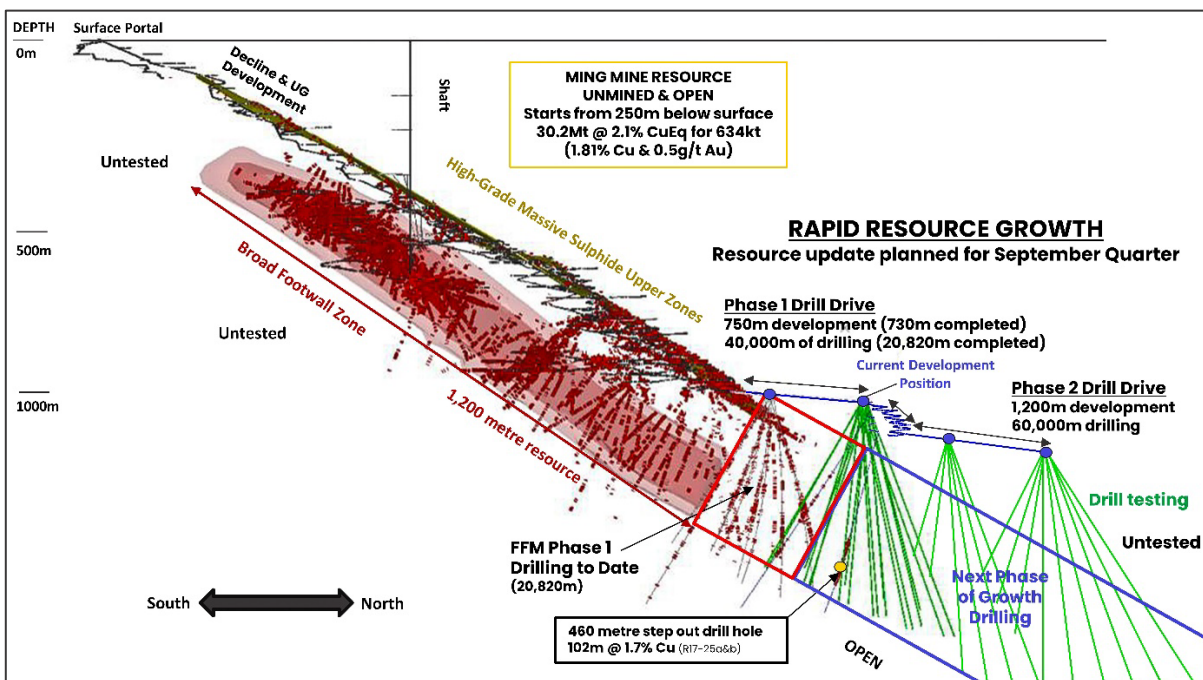 DEPTH
Surface Portal
0m
Decline & UG
Development
Shaft
MING MINE RESOURCE
UNMINED & OPEN
Starts from 250m below surface
30.2Mt @ 2.1% CuEq for 634kt
(1.81% Cu & 0.5g/t Au)
Untested
High-Grade Massive Sulphide Upper Zones
500m
Broad Footwall Zone
Untested
RAPID RESOURCE GROWTH
Resource update planned for September Quarter
Phase 1 Drill Drive
750m development (730m completed)
40,000m of drilling (20,820m completed)
Current Development
Position
Phase 2 Drill Drive
1,200m development
60,000m drilling
1000m
1,200 metre resource
Drill testing
Untested
FFM Phase 1
Drilling to Date
(20,820m)
Next Phase
of Growth
Drilling
South
North
460 metre step out drill hole
102m @ 1.7% Cu (R17-25a&b)
OPEN